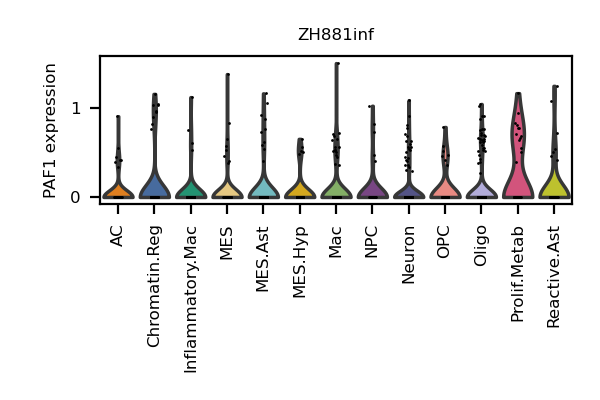 ZH881inf
PAF1 expression
1
0
AC
Chromatin.Reg
Inflammatory.Mac
MES
MES.Ast
MES.Hyp
Mac
NPC
Neuron
OPC
Oligo
Prolif.Metab
Reactive.Ast